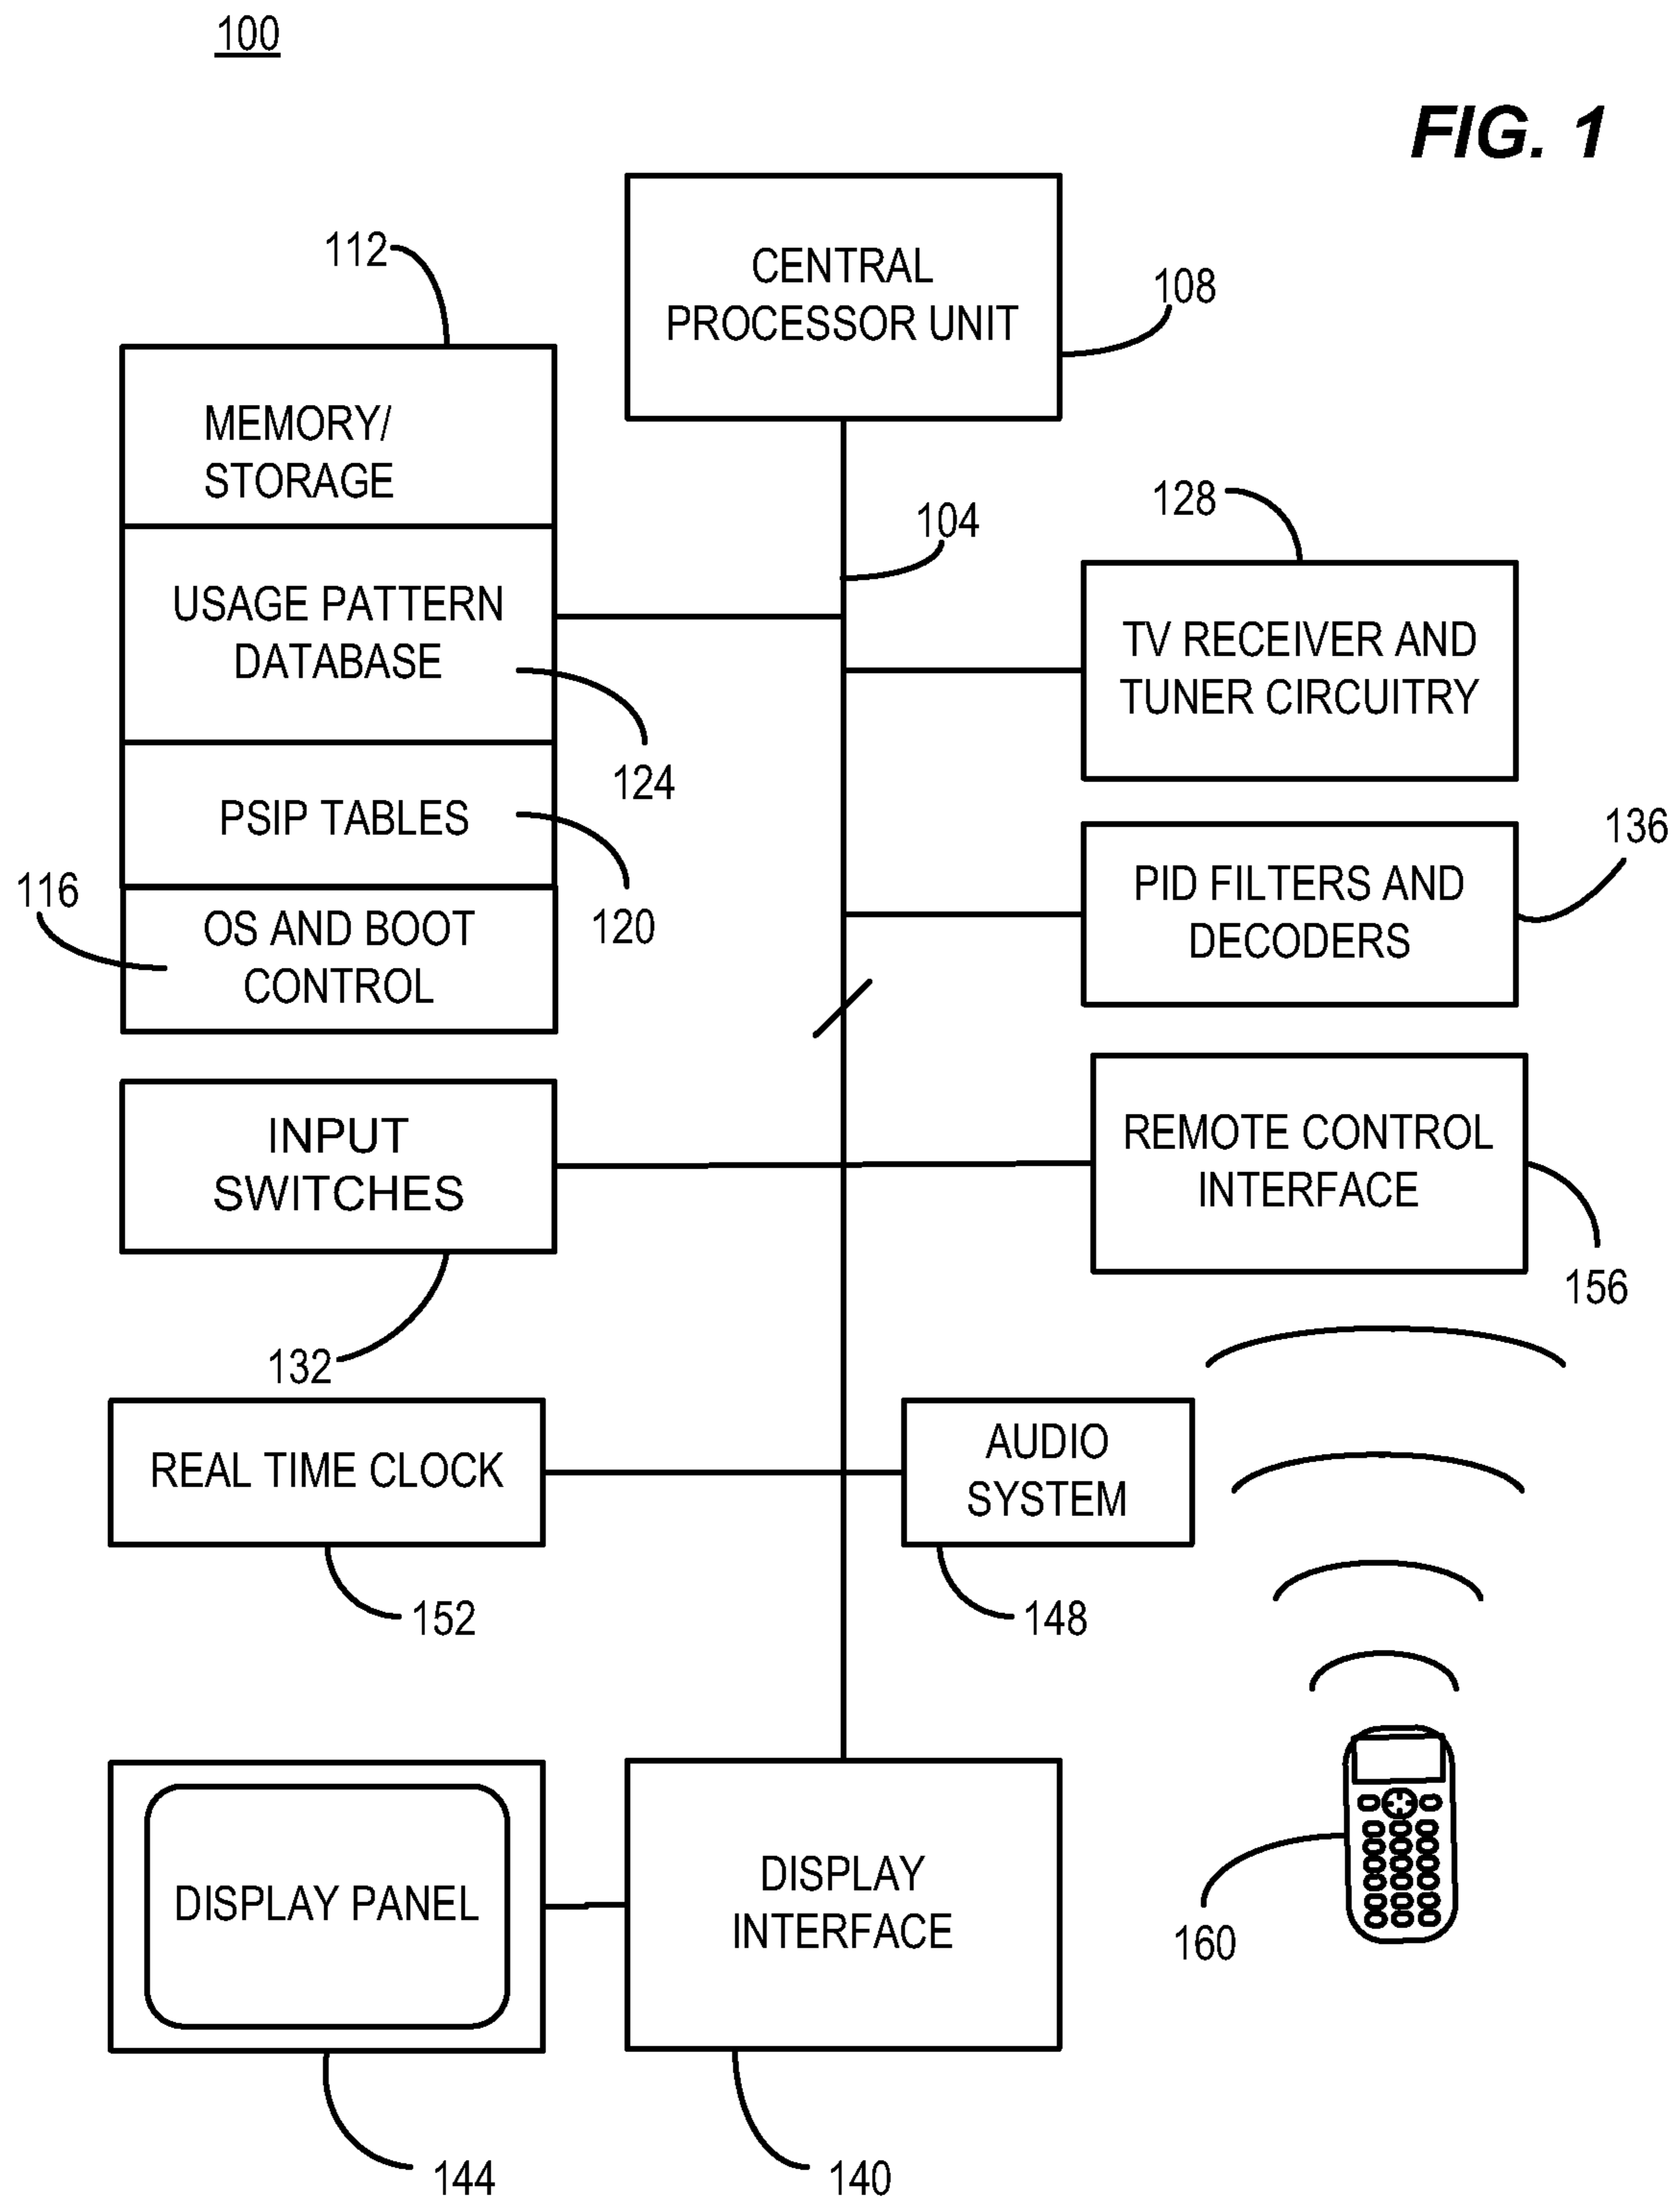 100
FIG. 1
CENTRAL
PROCESSOR UNIT
108
112
MEMORY/
STORAGE
104
128
USAGE PATTERN
DATABASE
124
TV RECEIVER AND
TUNER CIRCUITRY
PSIP TABLES
120
136
PID FILTERS AND
DECODERS
116
OS AND BOOT
CONTROL
INPUT
SWITCHES
132
REMOTE CONTROL
INTERFACE
156
REAL TIME CLOCK
152
AUDIO
SYSTEM
148
DISPLAY PANEL
144
DISPLAY
INTERFACE
140
160